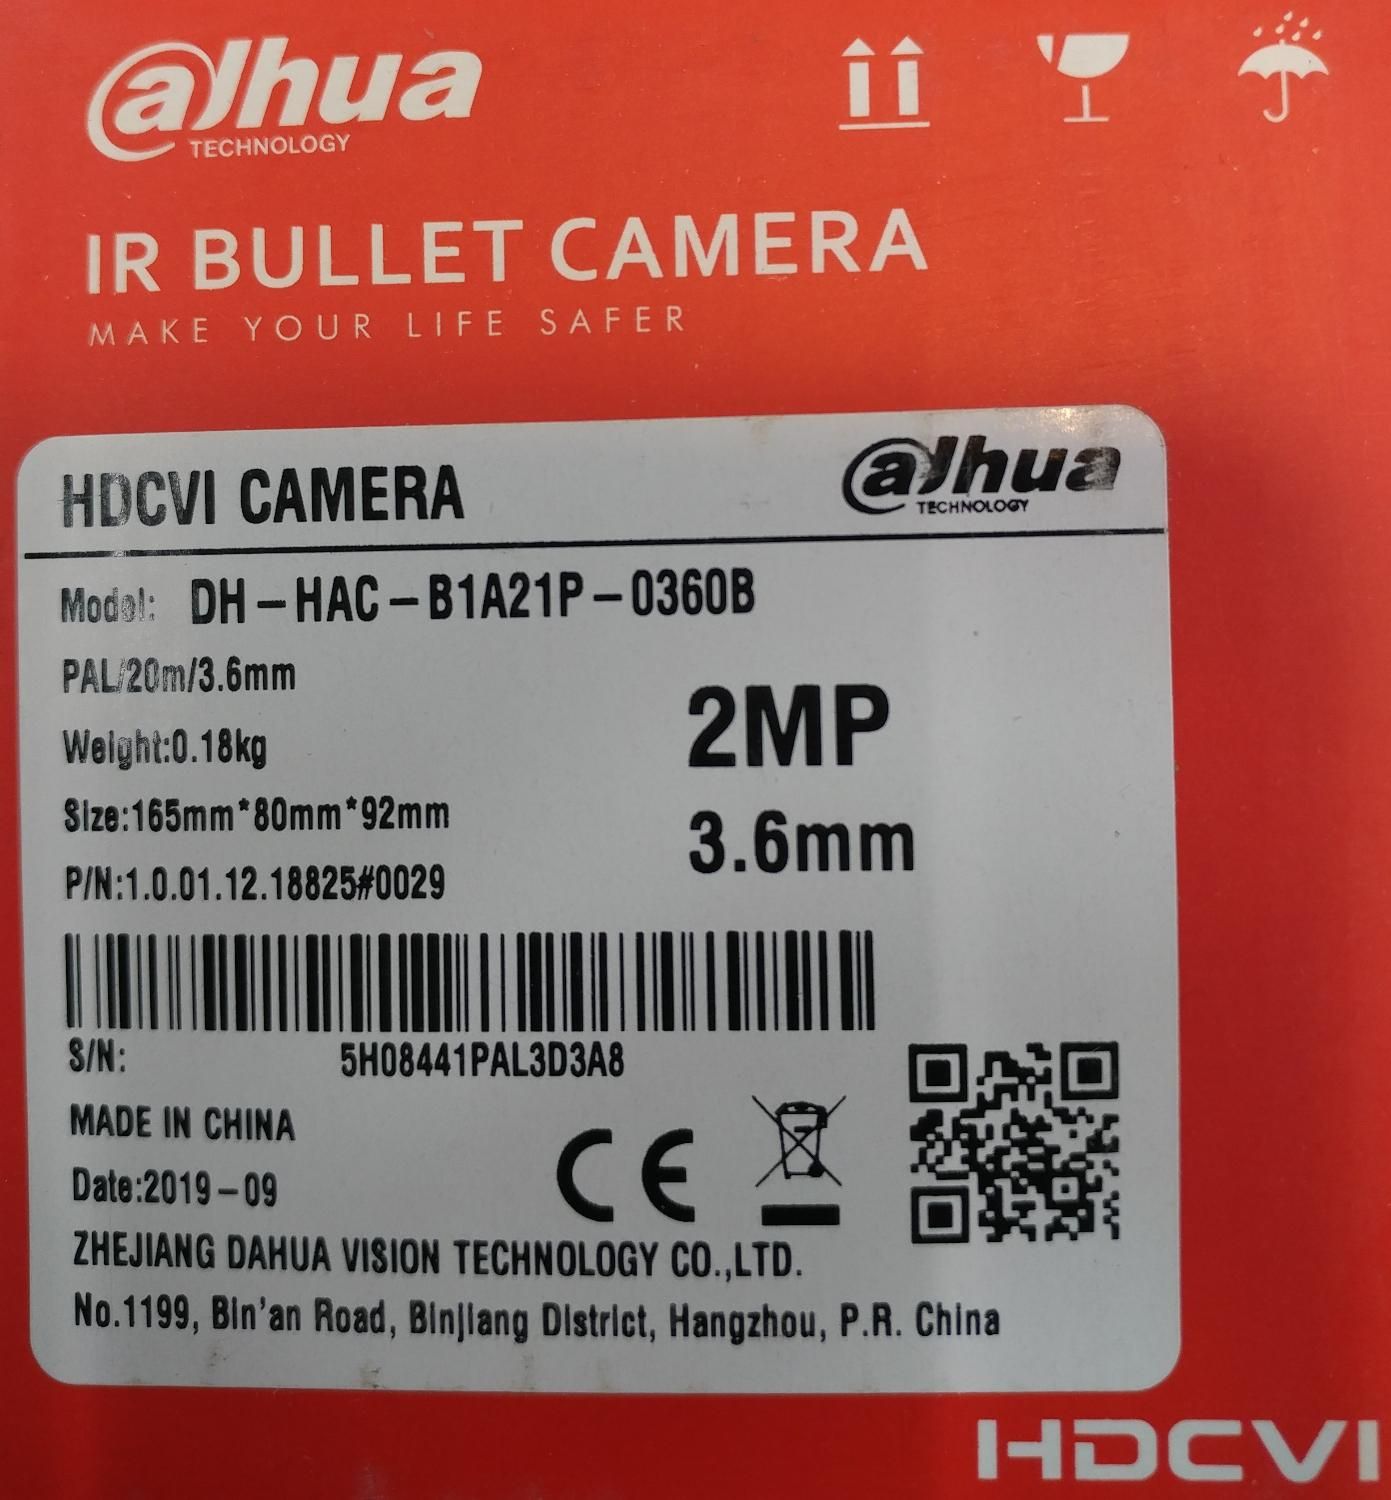 alhua
TECHNOLOGY
IR BULLET CAMERA
MAKE YOUR LIFE SAFER
HDCVI CAMERA
alhua
TECHNOLOGY
Model: DH-HAC-B1A21P-0360B
PAL/20m/3.6mm
Weight:0.18kg
Size:165mm*80mm*92mm
P/N:1.0.01.12.18825#0029
2MP
3.6mm
S/N: 5H08441PAL3D3A8
MADE IN CHINA
Date:2019-09
CE
ZHEJIANG DAHUA VISION TECHNOLOGY CO.,LTD.
No.1199, Bin'an Road, Binjiang District, Hangzhou, P.R. China
HDCVI